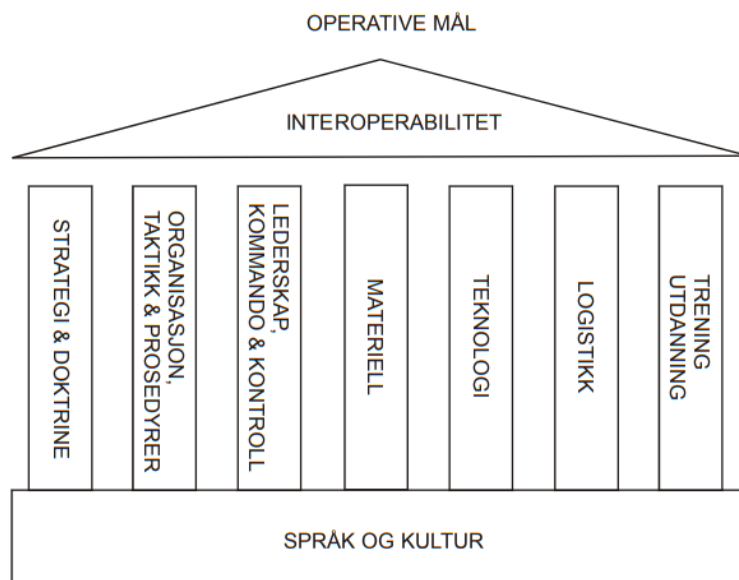 OPERATIVE MÅL
INTEROPERABILITET
STRATEGI & DOKTRINE
ORGANISASJON,
TAKTIKK & PROSEDYRER
LEDERSKAP,
KOMMANDO & KONTROLL
MATERIELL
TEKNOLOGI
LOGISTIKK
TRENING
UTDANNING
SPRÅK OG KULTUR